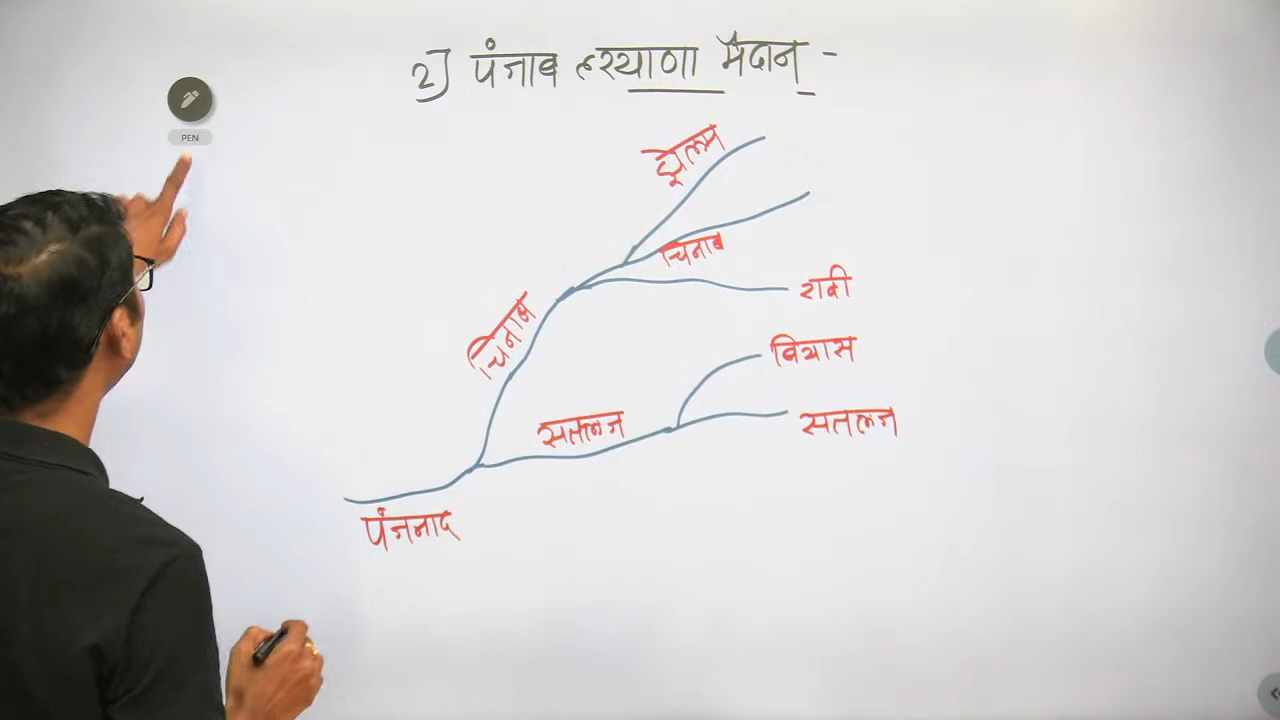 2] पंजाब हरयाणा मैदान -
PEN
झेलम
चिनाब
रावी
चिनाब
वियास
सतलज
सतलज
पंजनाद